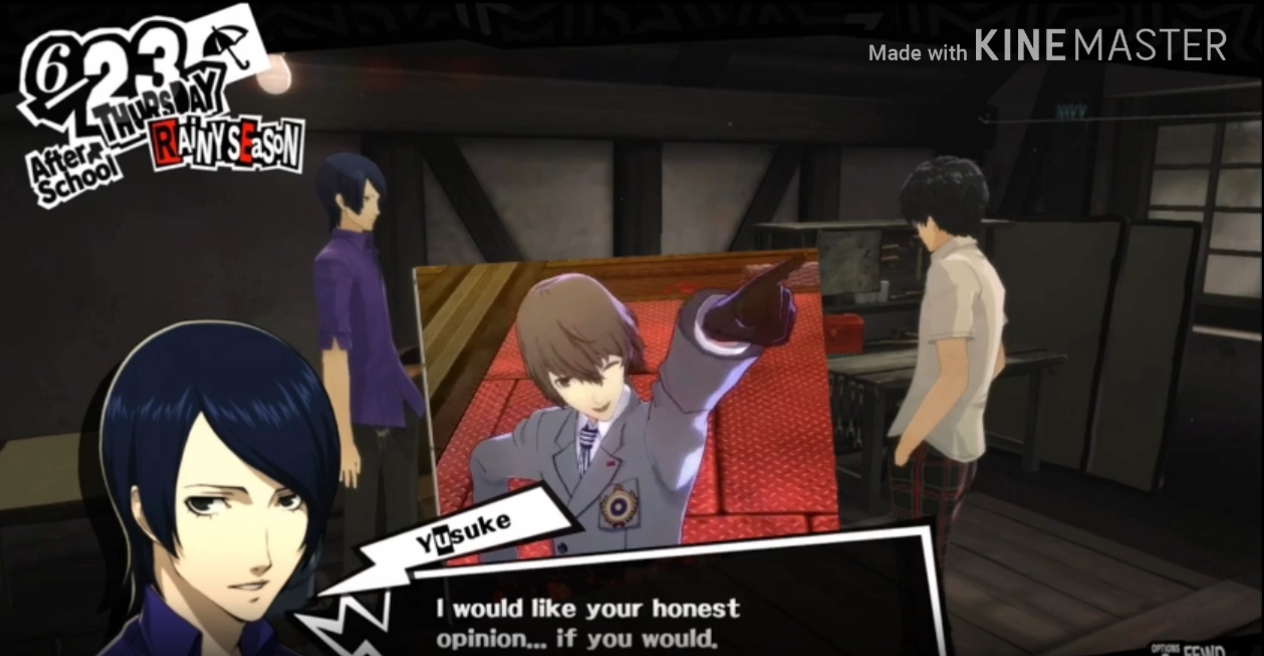 6/23
THURSDAY
RAINY SEASON
After
School
Made with KINEMASTER
Yusuke
I would like your honest
opinion... if you would.
OPTIONS